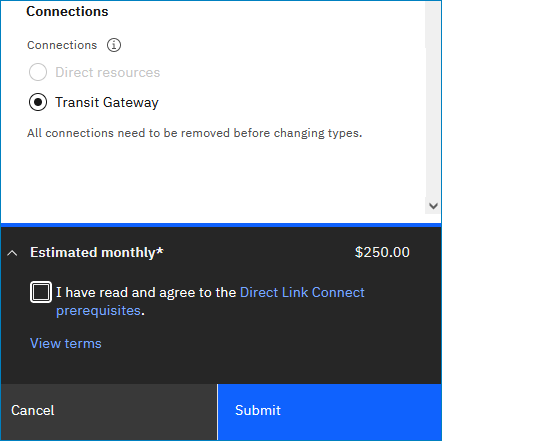 Connections
Connections
Direct resources
Transit Gateway
All connections need to be removed before changing types.
Estimated monthly* $250.00
I have read and agree to the Direct Link Connect
prerequisites.
View terms
Cancel Submit